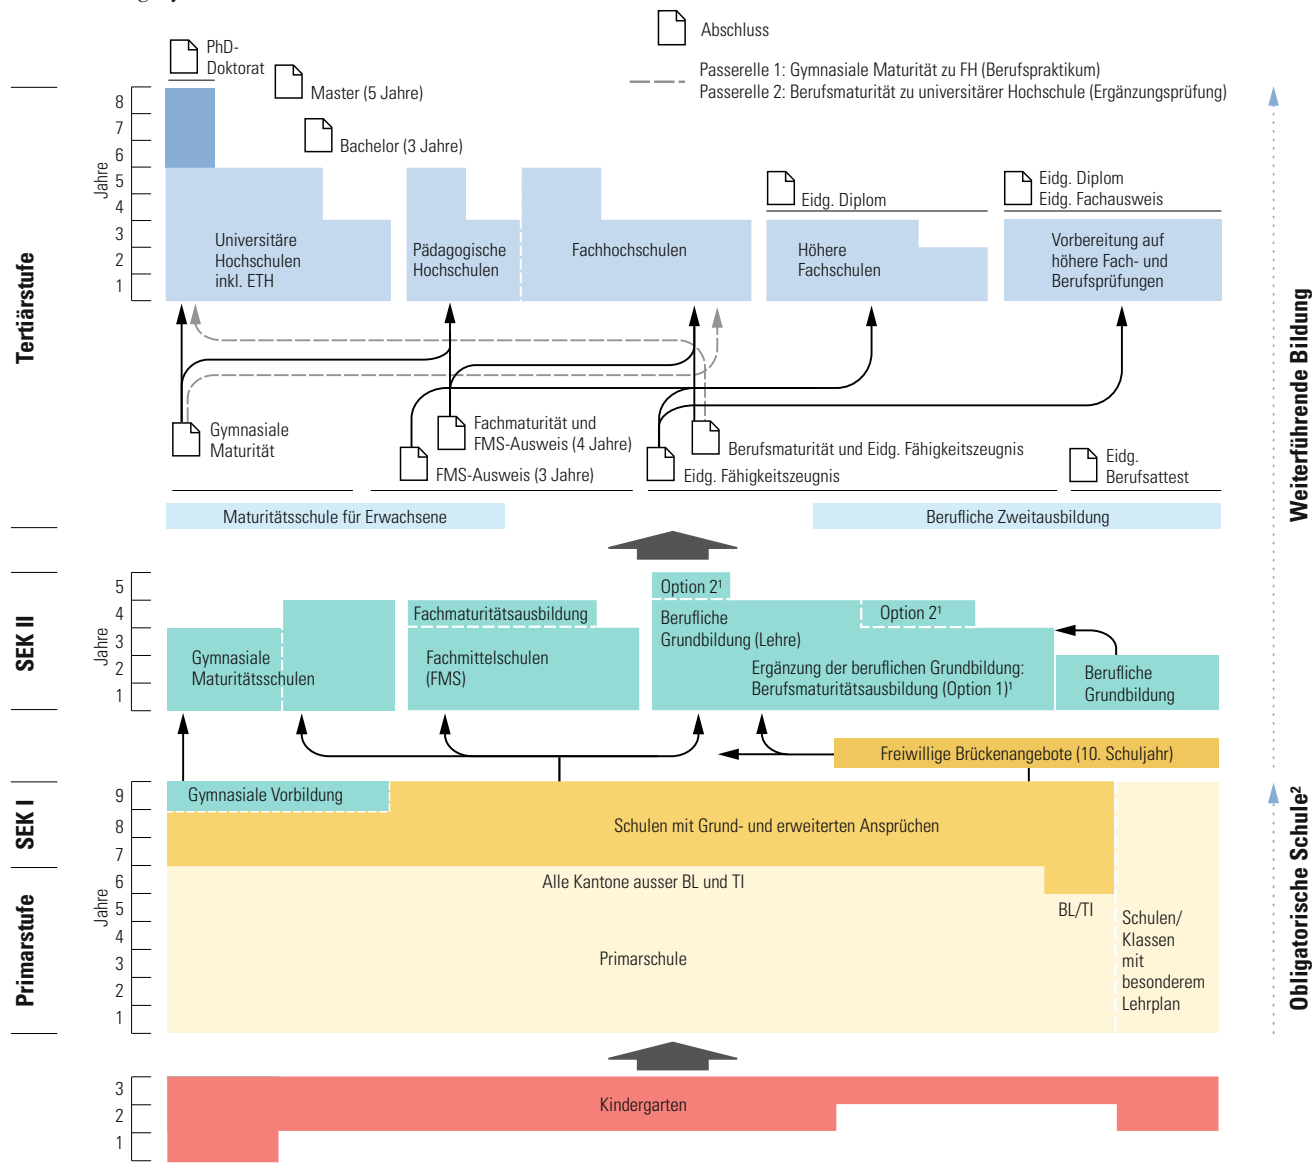 Abschluss
Passerelle 1: Gymnasiale Maturität zu FH (Berufspraktikum)
Passerelle 2: Berufsmaturität zu universitärer Hochschule (Ergänzungsprüfung)
PhD-
Doktorat
Master (5 Jahre)
Bachelor (3 Jahre)
Tertiärstufe
Jahre
8
7
6
5
4
3
2
1
Universitäre
Hochschulen
inkl. ETH
Pädagogische
Hochschulen
Fachhochschulen
Eidg. Diplom
Höhere
Fachschulen
Eidg. Diplom
Eidg. Fachausweis
Vorbereitung auf
höhere Fach- und
Berufsprüfungen
Weiterführende Bildung
Gymnasiale
Maturität
Fachmaturität und
FMS-Ausweis (4 Jahre)
FMS-Ausweis (3 Jahre)
Berufsmaturität und Eidg. Fähigkeitszeugnis
Eidg. Fähigkeitszeugnis
Eidg.
Berufsattest
Maturitätsschule für Erwachsene
Berufliche Zweitausbildung
SEK II
Jahre
5
4
3
2
1
Gymnasiale
Maturitätsschulen
Fachmaturitätsausbildung
Fachmittelschulen
(FMS)
Option 2¹
Berufliche
Grundbildung (Lehre)
Option 2¹
Ergänzung der beruflichen Grundbildung:
Berufsmaturitätsausbildung (Option 1)¹
Berufliche
Grundbildung
Freiwillige Brückenangebote (10. Schuljahr)
SEK I
Primarstufe
Jahre
9
8
7
6
5
4
3
2
1
Gymnasiale Vorbildung
Schulen mit Grund- und erweiterten Ansprüchen
Alle Kantone ausser BL und TI
BL/TI
Primarschule
Schulen/
Klassen
mit
besonderem
Lehrplan
Obligatorische Schule²
3
2
1
Kindergarten